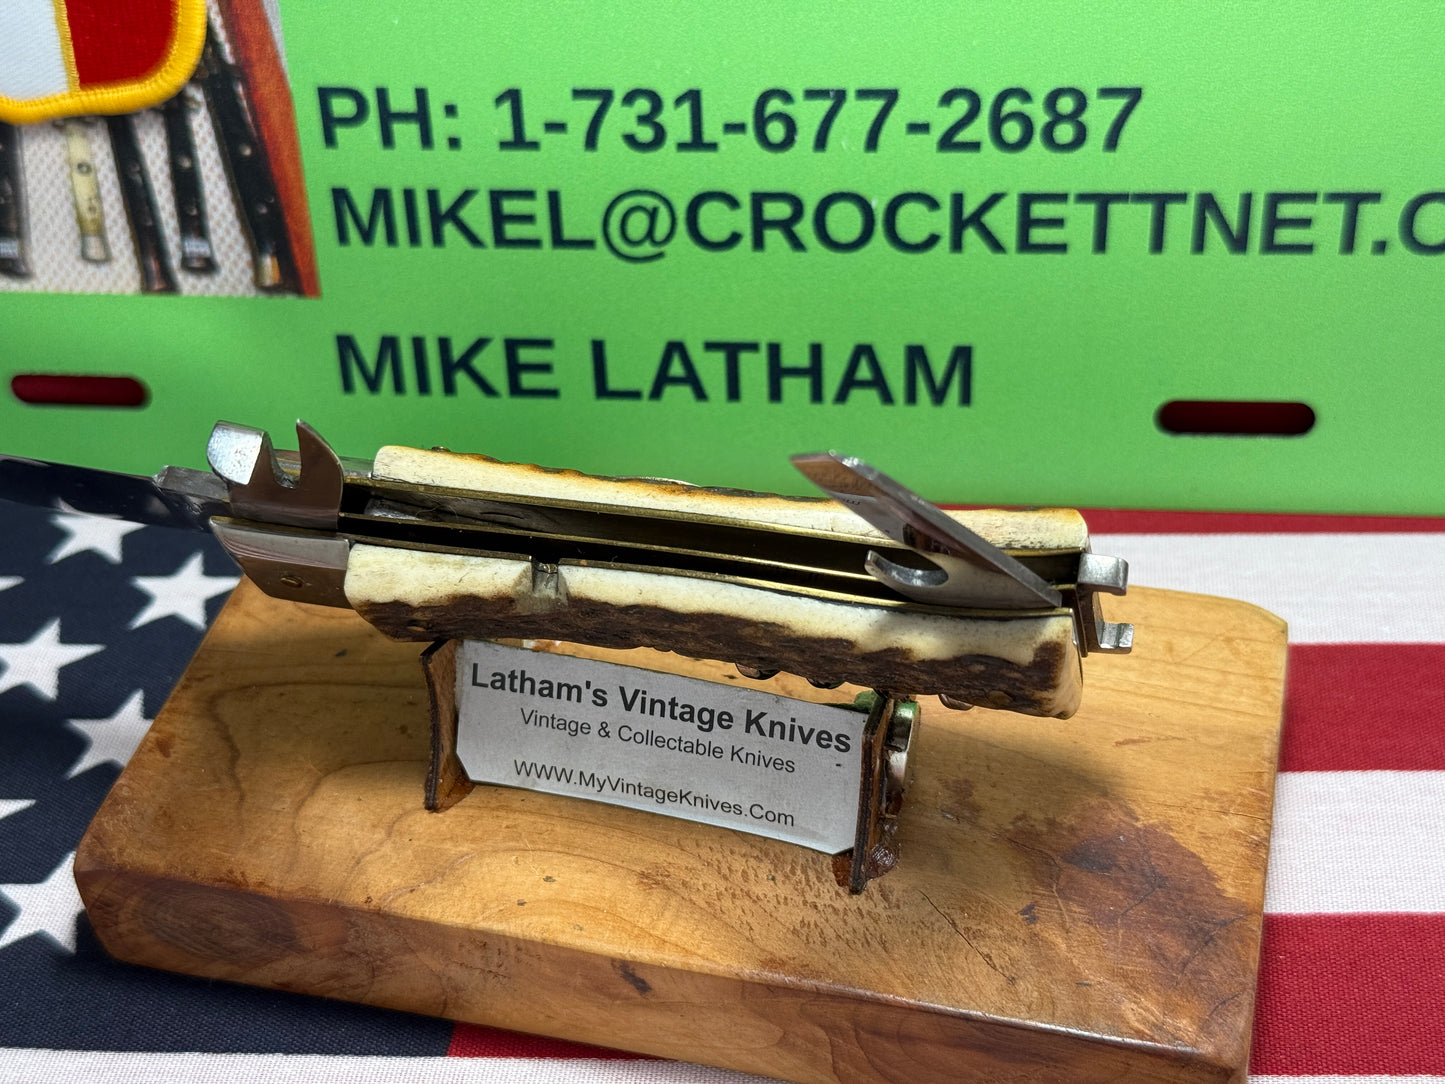 PH: 1-731-677-2687
MIKEL@CROCKETTNET.C
MIKE LATHAM
Latham's Vintage Knives
Vintage & Collectable Knives
WWW.MyVintageKnives.Com